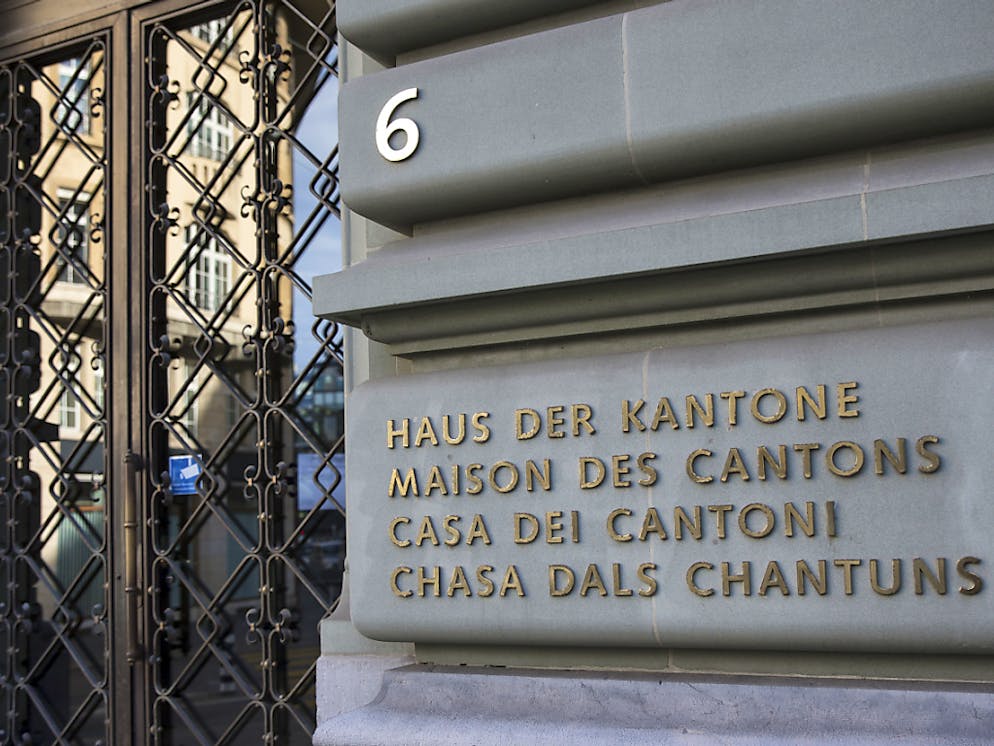 6
HAUS DER KANTONE
MAISON DES CANTONS
CASA DEI CANTONI
CHASA DALS CHANTUNS